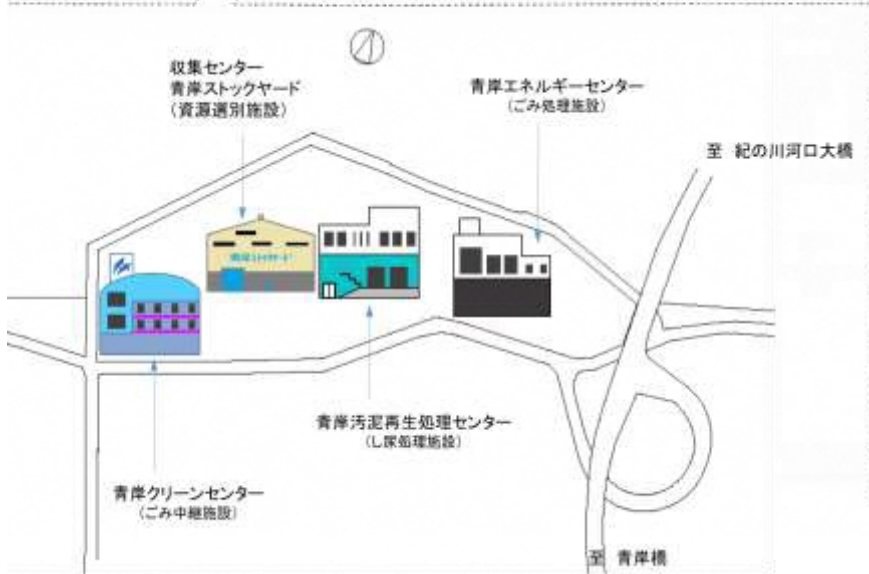 収集センター
青岸ストックヤード
(資源選別施設)
青岸エネルギーセンター
(ごみ処理施設)
至 紀の川河口大橋
青岸汚泥再生処理センター
(し尿処理施設)
青岸クリーンセンター
(ごみ中継施設)
至 青岸橋